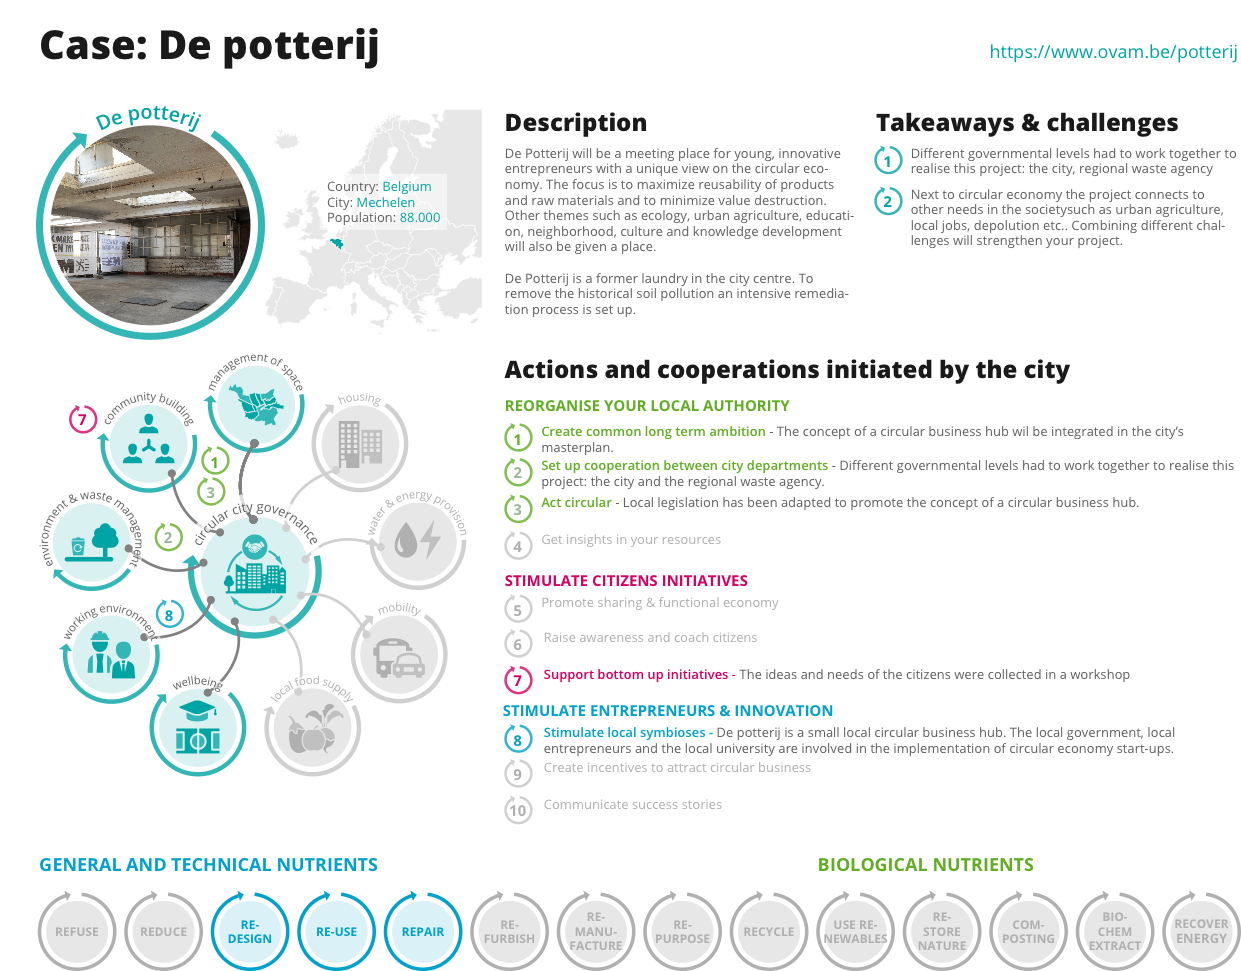 Case: De potterij
https://www.ovam.be/potterij
De potterij
Country: Belgium
City: Mechelen
Population: 88.000
Description
De Potterij will be a meeting place for young, innovative
entrepreneurs with a unique view on the circular eco-
nomy. The focus is to maximize reusability of products
and raw materials and to minimize value destruction.
Other themes such as ecology, urban agriculture, educati-
on, neighborhood, culture and knowledge development
will also be given a place.
De Potterij is a former laundry in the city centre. To
remove the historical soil pollution an intensive remedia-
tion process is set up.
Takeaways & challenges
1 Different governmental levels had to work together to
realise this project: the city, regional waste agency
2 Next to circular economy the project connects to
other needs in the societysuch as urban agriculture,
local jobs, depolution etc.. Combining different chal-
lenges will strengthen your project.
management of space
community building
housing
7
1
3
environment & waste management
2
circular city governance
water & energy provision
working environment
8
mobility
wellbeing
local food supply
Actions and cooperations initiated by the city
REORGANISE YOUR LOCAL AUTHORITY
1 Create common long term ambition - The concept of a circular business hub wil be integrated in the city's
masterplan.
2 Set up cooperation between city departments - Different governmental levels had to work together to realise this
project: the city and the regional waste agency.
3 Act circular - Local legislation has been adapted to promote the concept of a circular business hub.
4 Get insights in your resources
STIMULATE CITIZENS INITIATIVES
5 Promote sharing & functional economy
6 Raise awareness and coach citizens
7 Support bottom up initiatives - The ideas and needs of the citizens were collected in a workshop
STIMULATE ENTREPRENEURS & INNOVATION
8 Stimulate local symbioses - De potterij is a small local circular business hub. The local government, local
entrepreneurs and the local university are involved in the implementation of circular economy start-ups.
9 Create incentives to attract circular business
10 Communicate success stories
GENERAL AND TECHNICAL NUTRIENTS
BIOLOGICAL NUTRIENTS
REFUSE
REDUCE
RE-
DESIGN
RE-USE
REPAIR
RE-
FURBISH
RE-
MANU-
FACTURE
RE-
PURPOSE
RECYCLE
USE RE-
NEWABLES
RE-
STORE
NATURE
COM-
POSTING
BIO-
CHEM
EXTRACT
RECOVER
ENERGY